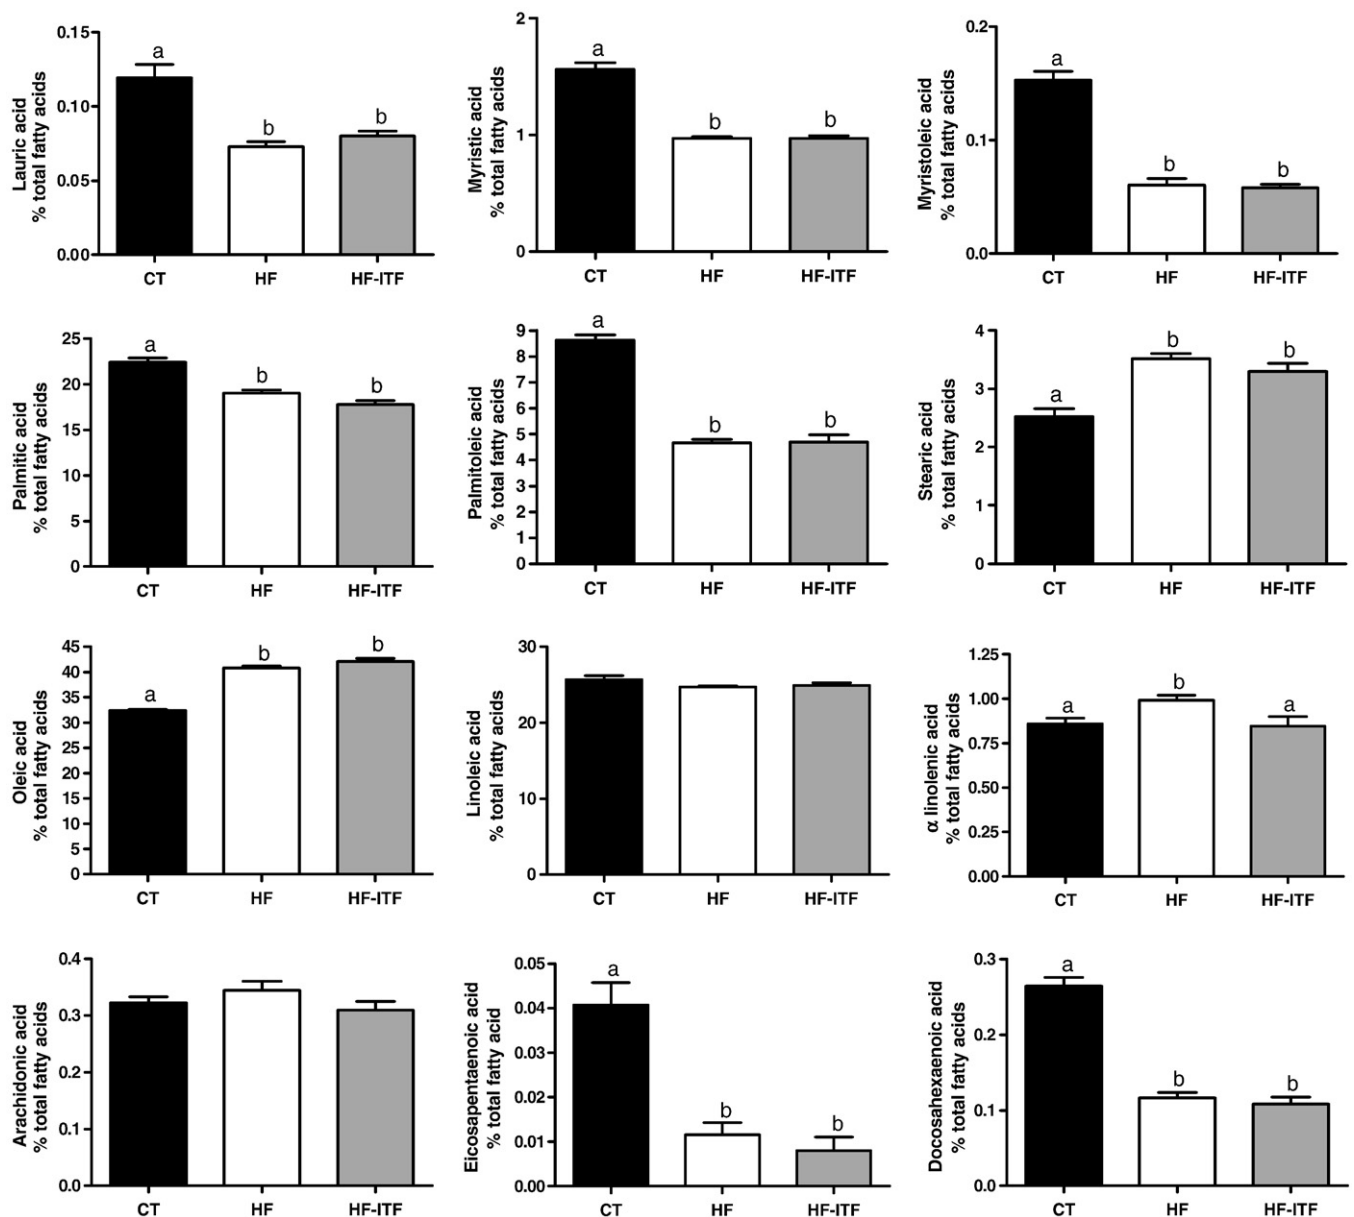 Lauric acid
% total fatty acids
0.15
0.10
0.05
0.00
a
b
b
CT
HF
HF-ITF
Myristic acid
% total fatty acids
2
1
0
a
b
b
CT
HF
HF-ITF
Myristoleic acid
% total fatty acids
0.2
0.1
0.0
a
b
b
CT
HF
HF-ITF
Palmitic acid
% total fatty acids
25
20
15
10
5
0
a
b
b
CT
HF
HF-ITF
Palmitoleic acid
% total fatty acids
9
8
7
6
5
4
3
2
1
0
a
b
b
CT
HF
HF-ITF
Stearic acid
% total fatty acids
4
3
2
1
0
a
b
b
CT
HF
HF-ITF
Oleic acid
% total fatty acids
45
40
35
30
25
20
15
10
5
0
a
b
b
CT
HF
HF-ITF
Linoleic acid
% total fatty acids
30
20
10
0
CT
HF
HF-ITF
α linolenic acid
% total fatty acids
1.25
1.00
0.75
0.50
0.25
0.00
a
b
a
CT
HF
HF-ITF
Arachidonic acid
% total fatty acids
0.4
0.3
0.2
0.1
0.0
CT
HF
HF-ITF
Eicosapentaenoic acid
% total fatty acid
0.05
0.04
0.03
0.02
0.01
0.00
a
b
b
CT
HF
HF-ITF
Docosahexaenoic acid
% total fatty acids
0.3
0.2
0.1
0.0
a
b
b
CT
HF
HF-ITF